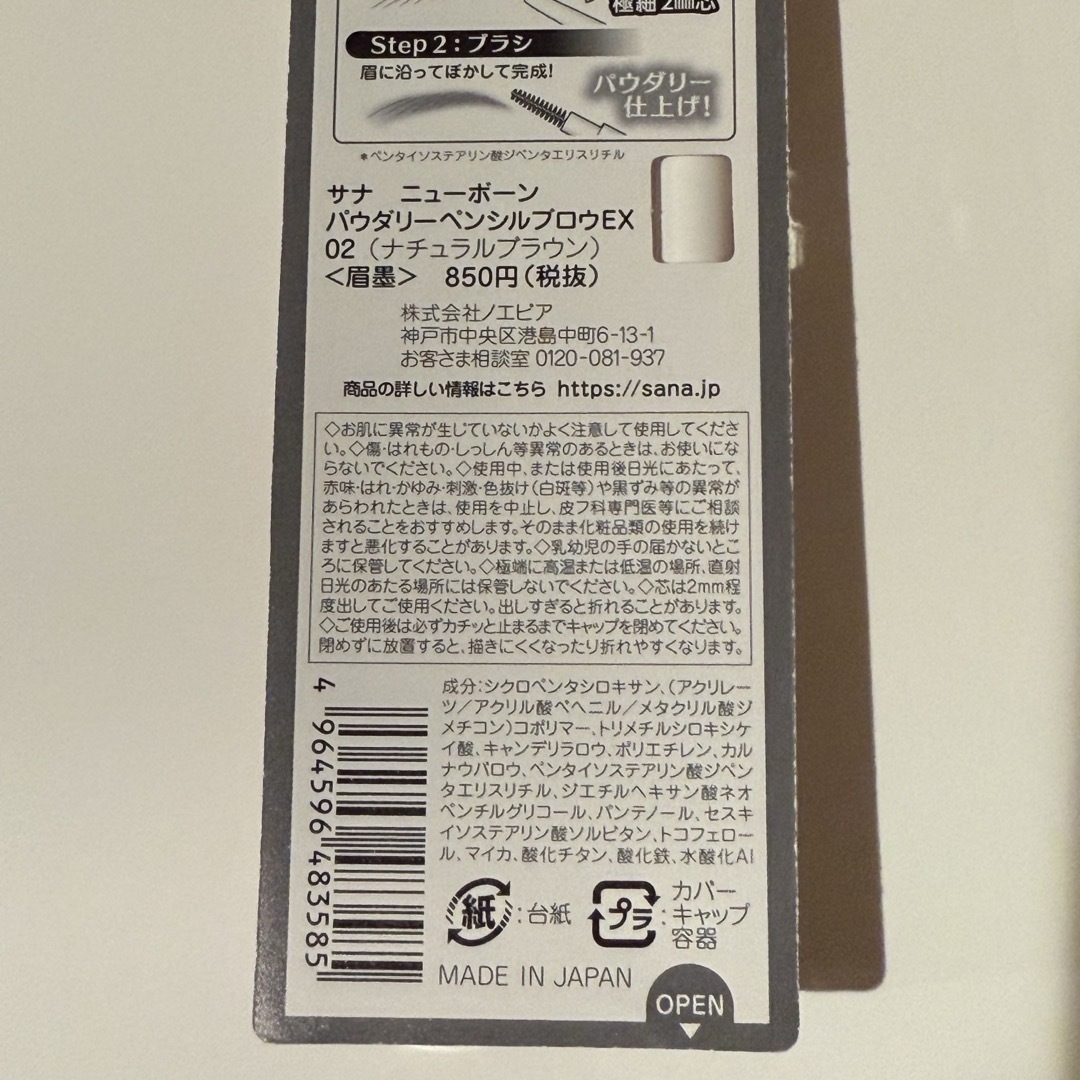 極細2mm芯
Step 2：ブラシ
眉に沿ってぼかして完成!
パウダリー
仕上げ!
*ペンタイソステアリン酸ジペンタエリスリチル
サナ ニューボーン
パウダリーペンシルブロウEX
02（ナチュラルブラウン）
<眉墨> 850円（税抜）
株式会社ノエビア
神戸市中央区港島中町6-13-1
お客さま相談室 0120-081-937
商品の詳しい情報はこちら https://sana.jp
◇お肌に異常が生じていないかよく注意して使用してくださ
い。◇傷・はれもの・しっしん等異常のあるときは、お使いにな
らないでください。◇使用中、または使用後日光にあたって、
赤味・はれ・かゆみ・刺激・色抜け（白斑等）や黒ずみ等の異常が
あらわれたときは、使用を中止し、皮フ科専門医等にご相談
されることをおすすめします。そのまま化粧品類の使用を続け
ますと悪化することがあります。◇乳幼児の手の届かないとこ
ろに保管してください。◇極端に高温または低温の場所、直射
日光のあたる場所には保管しないでください。◇芯は2mm程
度出してご使用ください。出しすぎると折れることがあります。
◇ご使用後は必ずカチッと止まるまでキャップを閉めてください。
閉めずに放置すると、描きにくくなったり折れやすくなります。
成分：シクロペンタシロキサン、（アクリレー
ツ／アクリル酸ベヘニル／メタクリル酸ジ
メチコン）コポリマー、トリメチルシロキシケ
イ酸、キャンデリラロウ、ポリエチレン、カル
ナウバロウ、ペンタイソステアリン酸ジペン
タエリスリチル、ジエチルヘキサン酸ネオ
ペンチルグリコール、パンテノール、セスキ
イソステアリン酸ソルビタン、トコフェロー
ル、マイカ、酸化チタン、酸化鉄、水酸化Al
4 964596 483585
紙：台紙
プラ：カバー
キャップ
容器
MADE IN JAPAN
OPEN